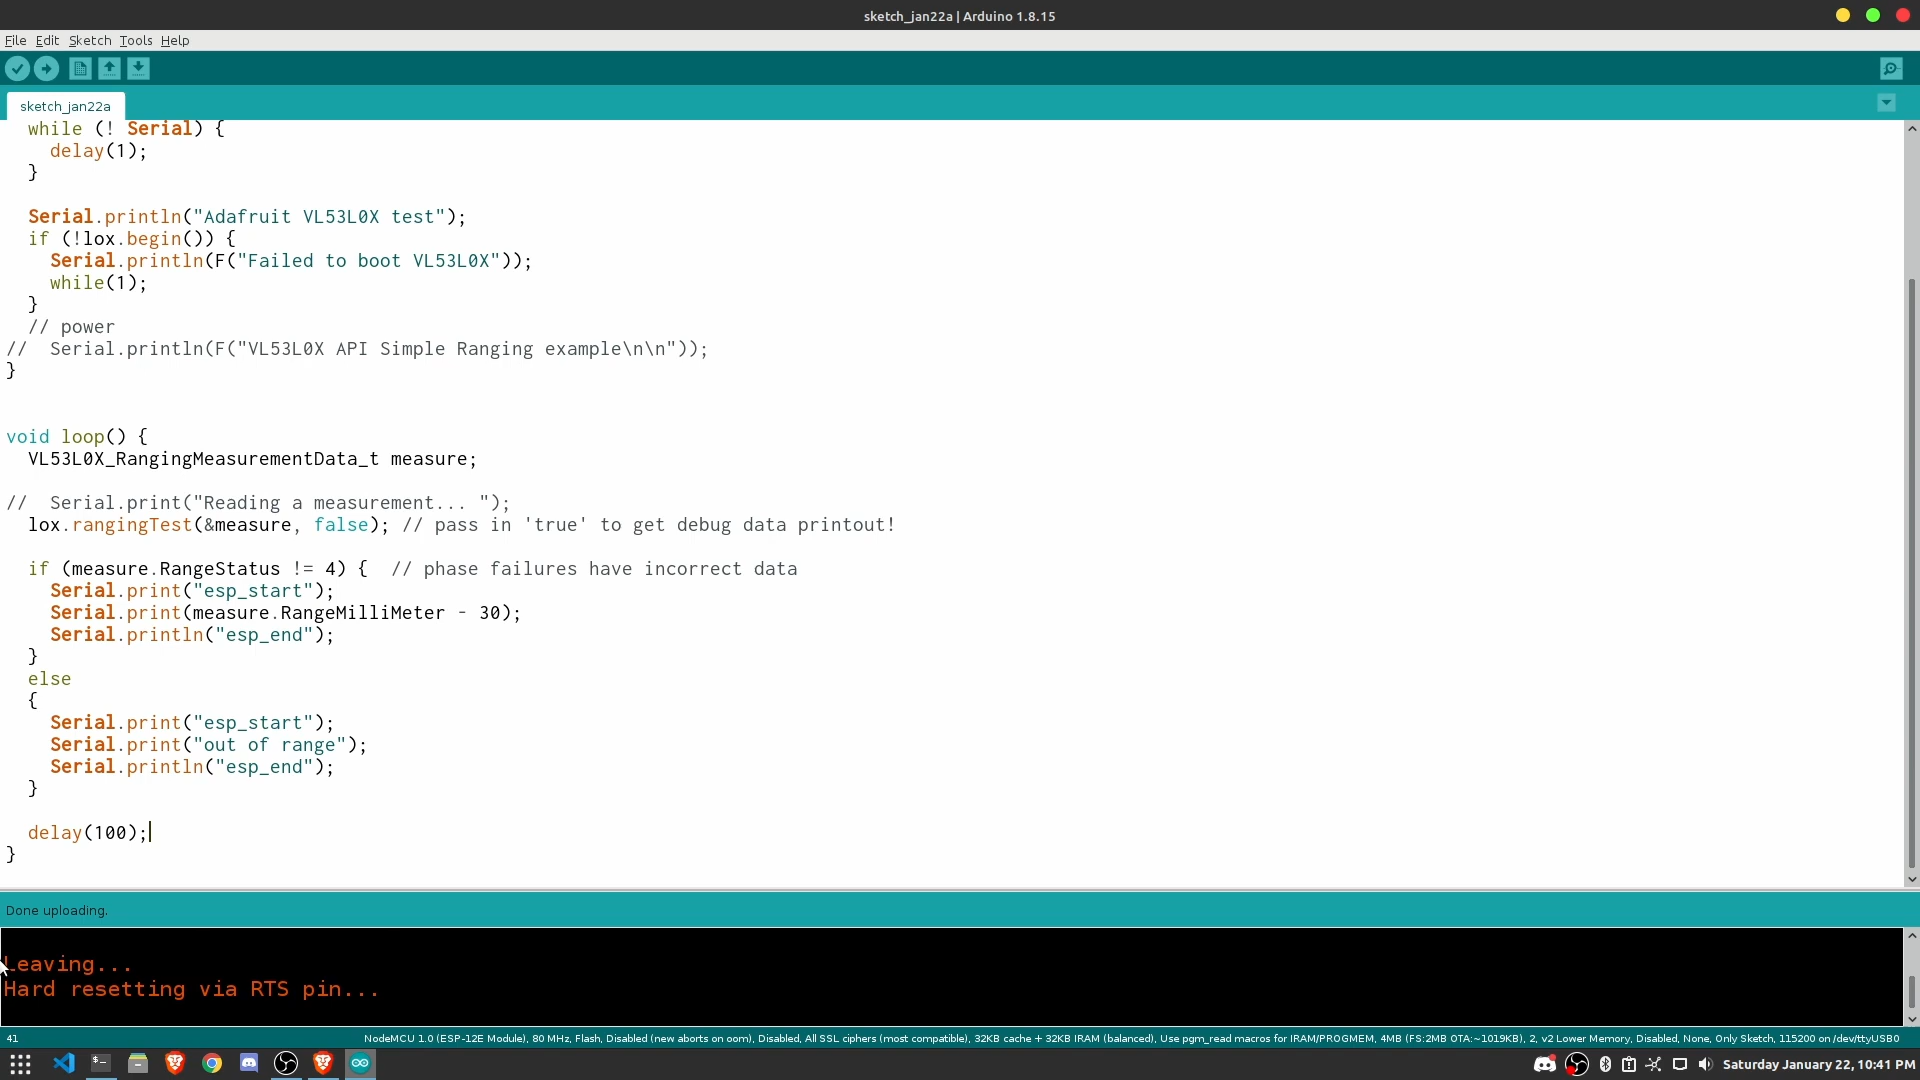 sketch_jan22a | Arduino 1.8.15
File Edit Sketch Tools Help
sketch_jan22a
  while (! Serial) {
    delay(1);
  }
  Serial.println("Adafruit VL53L0X test");
  if (!lox.begin()) {
    Serial.println(F("Failed to boot VL53L0X"));
    while(1);
  }
  // power
//  Serial.println(F("VL53L0X API Simple Ranging example\n\n"));
}
void loop() {
  VL53L0X_RangingMeasurementData_t measure;
//  Serial.print("Reading a measurement... ");
  lox.rangingTest(&measure, false); // pass in 'true' to get debug data printout!
  if (measure.RangeStatus != 4) {  // phase failures have incorrect data
    Serial.print("esp_start");
    Serial.print(measure.RangeMilliMeter - 30);
    Serial.println("esp_end");
  }
  else
  {
    Serial.print("esp_start");
    Serial.print("out of range");
    Serial.println("esp_end");
  }
  delay(100);
}
Done uploading.
Leaving...
Hard resetting via RTS pin...
41 NodeMCU 1.0 (ESP-12E Module), 80 MHz, Flash, Disabled (new aborts on oom), Disabled, All SSL ciphers (most compatible), 32KB cache + 32KB IRAM (balanced), Use pgm_read macros for IRAM/PROGMEM, 4MB (FS:2MB OTA:~1019KB), 2, v2 Lower Memory, Disabled, None, Only Sketch, 115200 on /dev/ttyUSB0
Saturday January 22, 10:41 PM